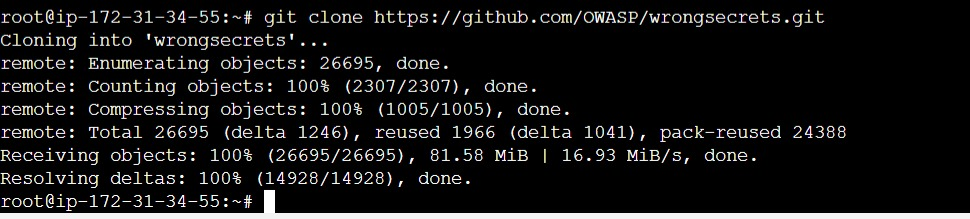 root@ip-172-31-34-55:~# git clone https://github.com/OWASP/wrongsecrets.git
Cloning into 'wrongsecrets'...
remote: Enumerating objects: 26695, done.
remote: Counting objects: 100% (2307/2307), done.
remote: Compressing objects: 100% (1005/1005), done.
remote: Total 26695 (delta 1246), reused 1966 (delta 1041), pack-reused 24388
Receiving objects: 100% (26695/26695), 81.58 MiB | 16.93 MiB/s, done.
Resolving deltas: 100% (14928/14928), done.
root@ip-172-31-34-55:~#